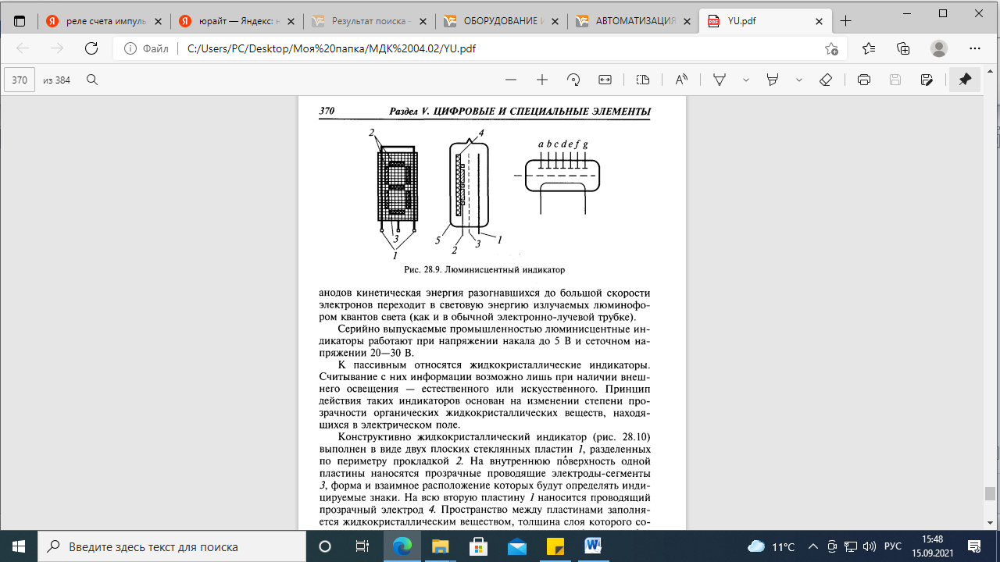 реле счета импуль
юрайт — Яндекс: н
Результат поиска –
ОБОРУДОВАНИЕ И
АВТОМАТИЗАЦИЯ
YU.pdf
Файл C:/Users/PC/Desktop/Моя%20папка/МДК%2004.02/YU.pdf
370 из 384
370 Раздел V. ЦИФРОВЫЕ И СПЕЦИАЛЬНЫЕ ЭЛЕМЕНТЫ
2 4
a b c d e f g
3 5 3 1
1 2
Рис. 28.9. Люминисцентный индикатор
анодов кинетическая энергия разогнавшихся до большой скорости
электронов переходит в световую энергию излучаемых люминофо-
ром квантов света (как и в обычной электронно-лучевой трубке).
Серийно выпускаемые промышленностью люминисцентные ин-
дикаторы работают при напряжении накала до 5 В и сеточном на-
пряжении 20—30 В.
К пассивным относятся жидкокристаллические индикаторы.
Считывание с них информации возможно лишь при наличии внеш-
него освещения — естественного или искусственного. Принцип
действия таких индикаторов основан на изменении степени про-
зрачности органических жидкокристаллических веществ, находя-
щихся в электрическом поле.
Конструктивно жидкокристаллический индикатор (рис. 28.10)
выполнен в виде двух плоских стеклянных пластин 1, разделенных
по периметру прокладкой 2. На внутреннюю поверхность одной
пластины наносятся прозрачные проводящие электроды-сегменты
3, форма и взаимное расположение которых будут определять инди-
цируемые знаки. На всю вторую пластину 1 наносится проводящий
прозрачный электрод 4. Пространство между пластинами заполня-
ется жидкокристаллическим веществом, толщина слоя которого со-
Введите здесь текст для поиска
11°C
РУС
15:48
15.09.2021